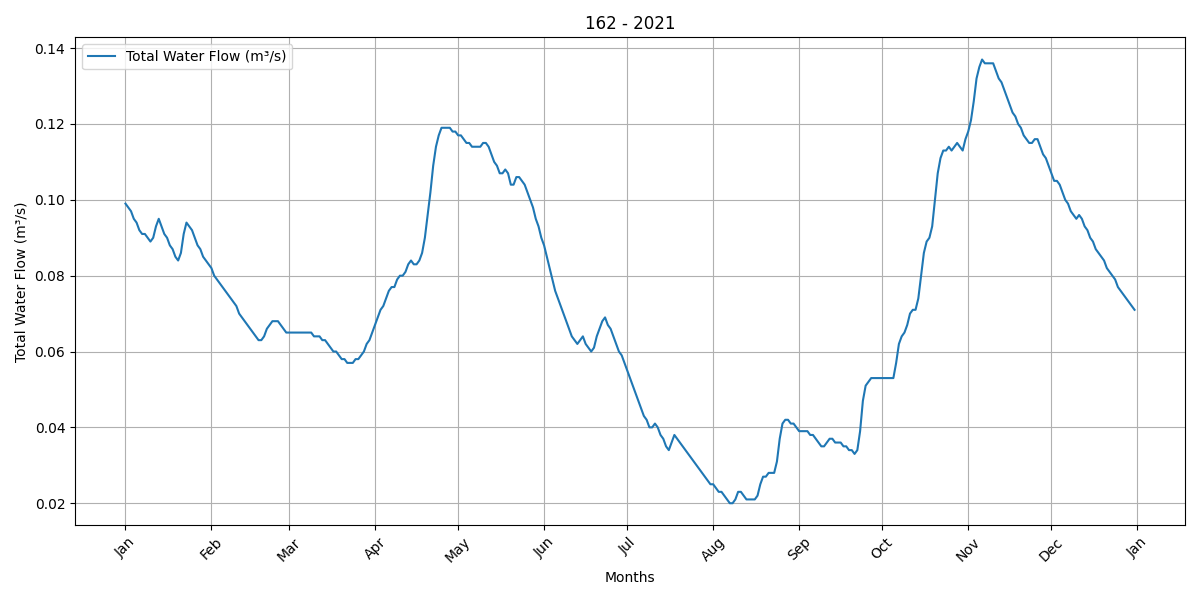 162 - 2021
Total Water Flow (m³/s)
Total Water Flow (m³/s)
0.14
0.12
0.10
0.08
0.06
0.04
0.02
Jan
Feb
Mar
Apr
May
Jun
Jul
Aug
Sep
Oct
Nov
Dec
Jan
Months